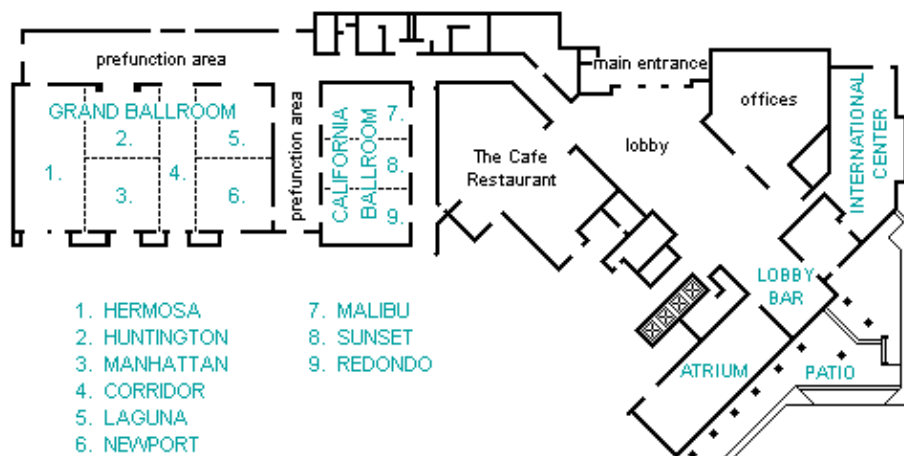 prefunction area
main entrance
GRAND BALLROOM
1.
2.
3.
4.
5.
6.
prefunction area
CALIFORNIA
BALLROOM
7.
8.
9.
The Cafe
Restaurant
lobby
offices
INTERNATIONAL
CENTER
LOBBY
BAR
ATRIUM
PATIO
1. HERMOSA
2. HUNTINGTON
3. MANHATTAN
4. CORRIDOR
5. LAGUNA
6. NEWPORT
7. MALIBU
8. SUNSET
9. REDONDO